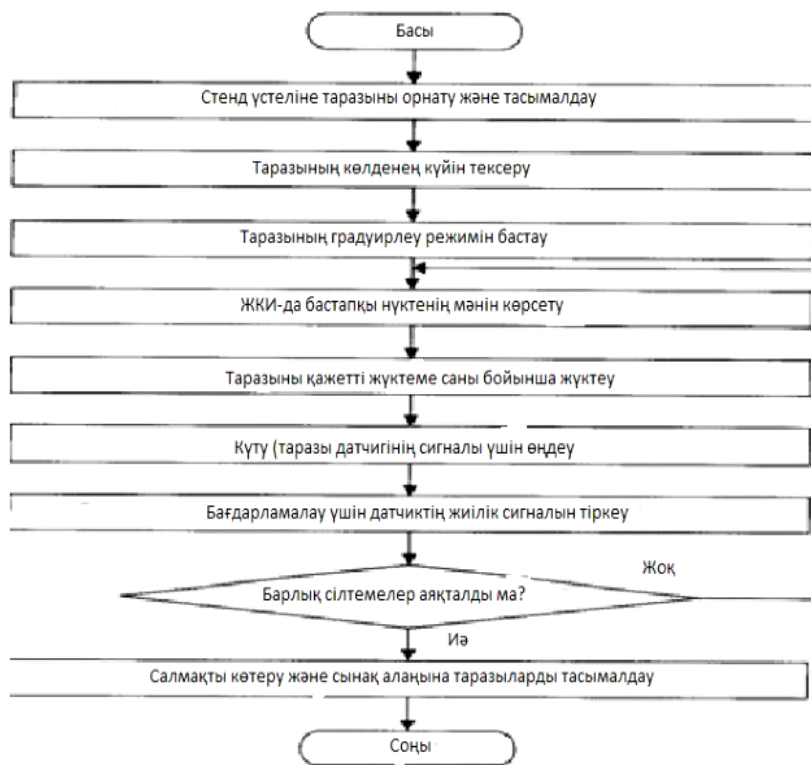 Басы
Стенд үстеліне таразыны орнату және тасымалдау
Таразының көлденең күйін тексеру
Таразының градуирлеу режимін бастау
ЖКИ-да бастапқы нүктенің мәнін көрсету
Таразыны қажетті жүктеме саны бойынша жүктеу
Күту (таразы датчигінің сигналы үшін өңдеу
Бағдарламалау үшін датчиктің жиілік сигналын тіркеу
Жоқ
Барлық сілтемелер аяқталды ма?
Иә
Салмақты көтеру және сынақ алаңына таразыларды тасымалдау
Соңы